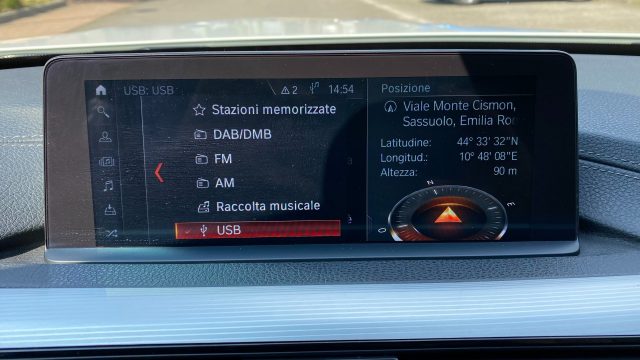 USB: USB
2
14:54
Stazioni memorizzate
DAB/DMB
FM
AM
Raccolta musicale
USB
Posizione
Viale Monte Cismon,
Sassuolo, Emilia Ro
Latitudine: 44° 33' 32"N
Longitud.: 10° 48' 08"E
Altezza: 90 m
N
E
O